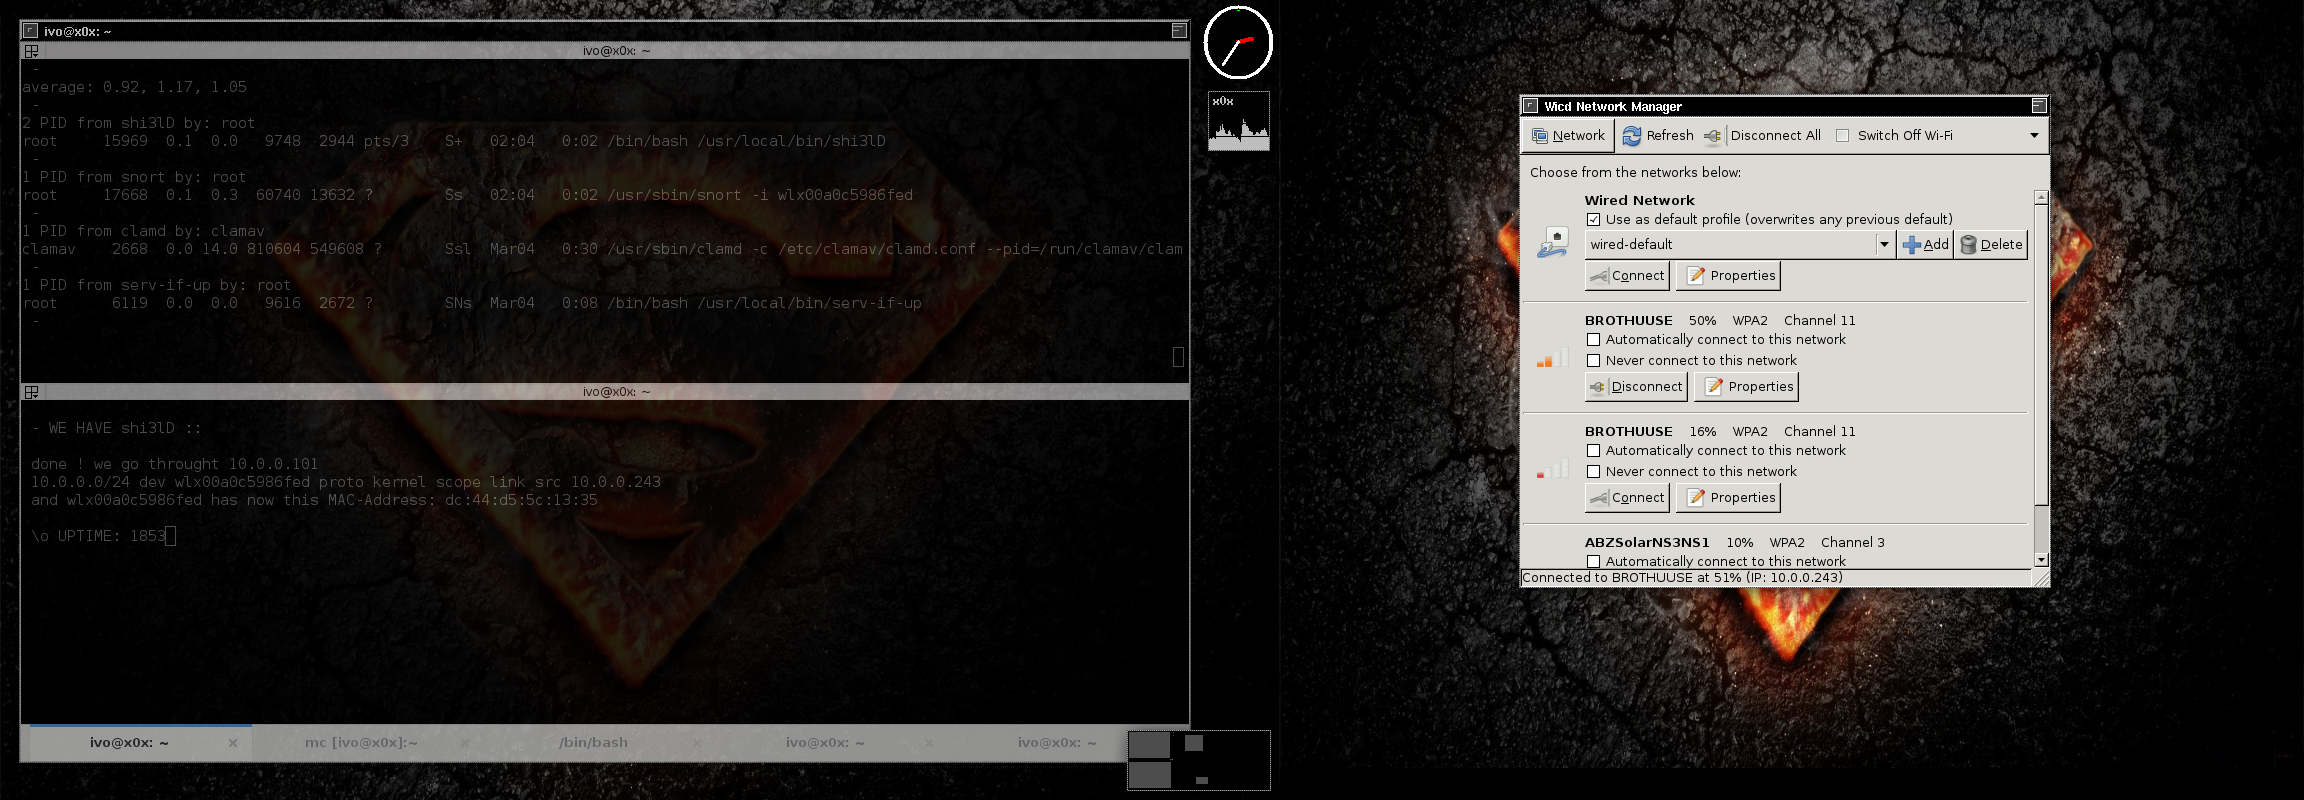 ivo@x0x: ~
ivo@x0x: ~
-
average: 0.92, 1.17, 1.05
-
2 PID from shi3lD by: root
root 15969 0.1 0.0 9748 2944 pts/3 S+ 02:04 0:02 /bin/bash /usr/local/bin/shi3lD
-
1 PID from snort by: root
root 17668 0.1 0.3 60740 13632 ? Ss 02:04 0:02 /usr/sbin/snort -i wlx00a0c5986fed
-
1 PID from clamd by: clamav
clamav 2668 0.0 14.0 810604 549608 ? Ssl Mar04 0:30 /usr/sbin/clamd -c /etc/clamav/clamd.conf --pid=/run/clamav/clam
-
1 PID from serv-if-up by: root
root 6119 0.0 0.0 9616 2672 ? SNs Mar04 0:08 /bin/bash /usr/local/bin/serv-if-up
-
ivo@x0x: ~
- WE HAVE shi3lD ::
done ! we go throught 10.0.0.101
10.0.0.0/24 dev wlx00a0c5986fed proto kernel scope link src 10.0.0.243
and wlx00a0c5986fed has now this MAC-Address: dc:44:d5:5c:13:35
\o UPTIME: 1853
ivo@x0x: ~ mc [ivo@x0x]:~ /bin/bash ivo@x0x: ~ ivo@x0x: ~
x0x
Wicd Network Manager
Network Refresh Disconnect All Switch Off Wi-Fi
Choose from the networks below:
Wired Network
Use as default profile (overwrites any previous default)
wired-default Add Delete
Connect Properties
BROTHUUSE 50% WPA2 Channel 11
Automatically connect to this network
Never connect to this network
Disconnect Properties
BROTHUUSE 16% WPA2 Channel 11
Automatically connect to this network
Never connect to this network
Connect Properties
ABZSolarNS3NS1 10% WPA2 Channel 3
Automatically connect to this network
Connected to BROTHUUSE at 51% (IP: 10.0.0.243)